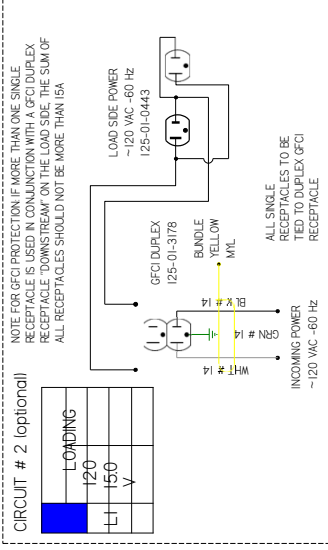 CIRCUIT # 2 (optional)
NOTE FOR GFCI PROTECTION: IF MORE THAN ONE SINGLE
RECEPTACLE IS USED IN CONJUNCTION WITH A GFCI DUPLEX
RECEPTACLE "DOWNSTREAM" ON THE LOAD SIDE, THE SUM OF
ALL RECEPTACLES SHOULD NOT BE MORE THAN 15A
LOADING
120
L1 15.0
V
GFCI DUPLEX
125-01-3178
LOAD SIDE POWER
~120 VAC -60 Hz
125-01-0443
BUNDLE
YELLOW
MYL
WHT # 14
GRN # 14
BLK # 14
INCOMING POWER
~120 VAC -60 Hz
ALL SINGLE
RECEPTACLES TO BE
TIED TO DUPLEX GFCI
RECEPTACLE